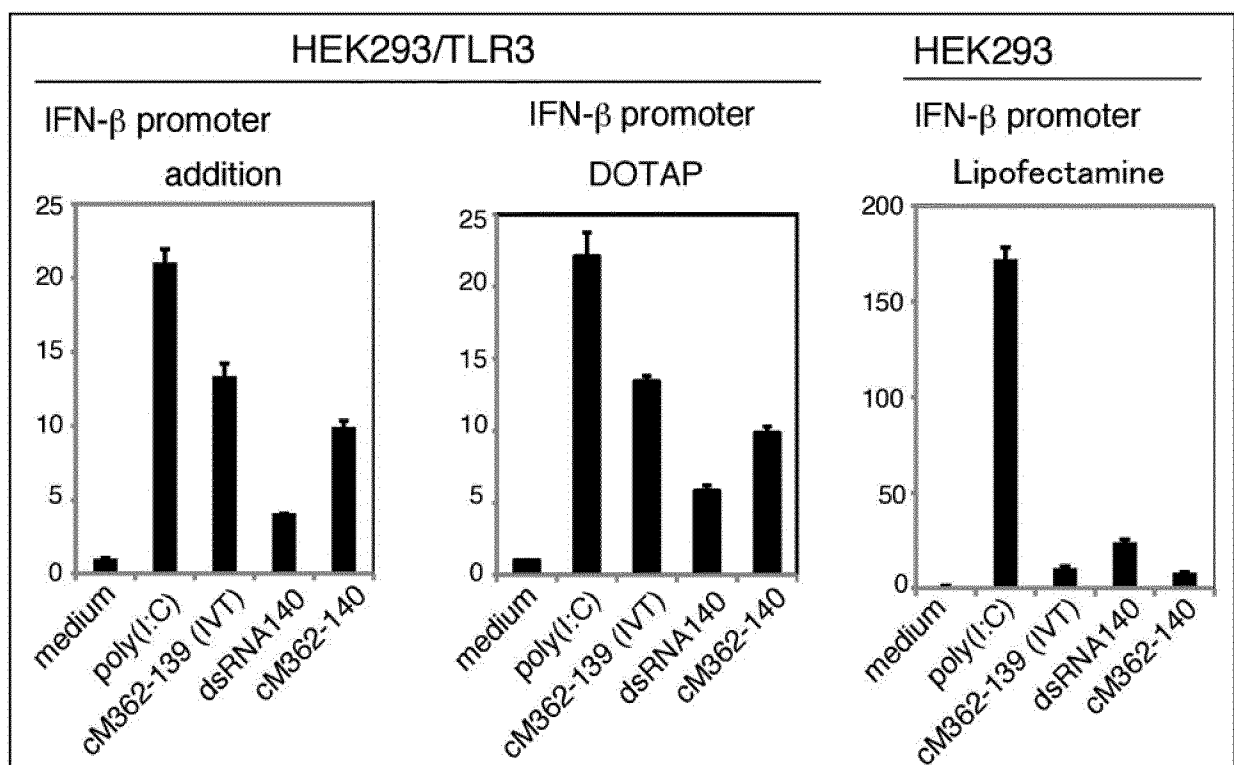 HEK293/TLR3
HEK293
IFN-β promoter
addition
25
20
15
10
5
0
medium
poly(I:C)
cM362-139 (IVT)
dsRNA140
cM362-140
IFN-β promoter
DOTAP
25
20
15
10
5
0
medium
poly(I:C)
cM362-139 (IVT)
dsRNA140
cM362-140
IFN-β promoter
Lipofectamine
200
150
100
50
0
medium
poly(I:C)
cM362-139 (IVT)
dsRNA140
cM362-140